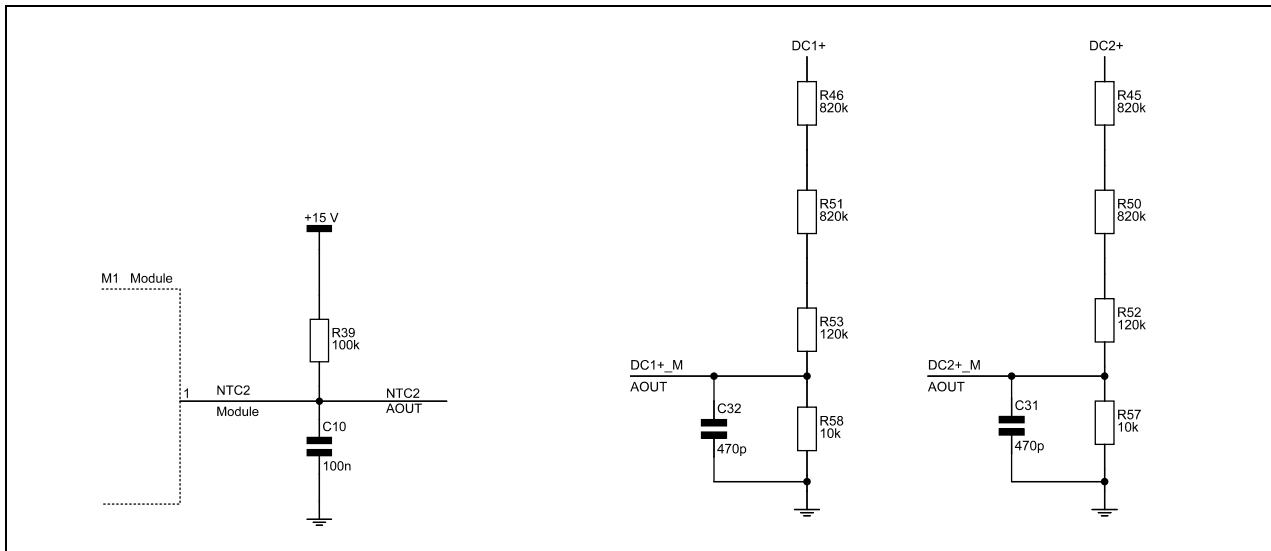 DC1+
DC2+
R46
820k
R45
820k
R51
820k
R50
820k
+15 V
M1 Module
R39
100k
R53
120k
R52
120k
DC1+_M
AOUT
DC2+_M
AOUT
1
NTC2
Module
NTC2
AOUT
C10
100n
C32
470p
R58
10k
C31
470p
R57
10k